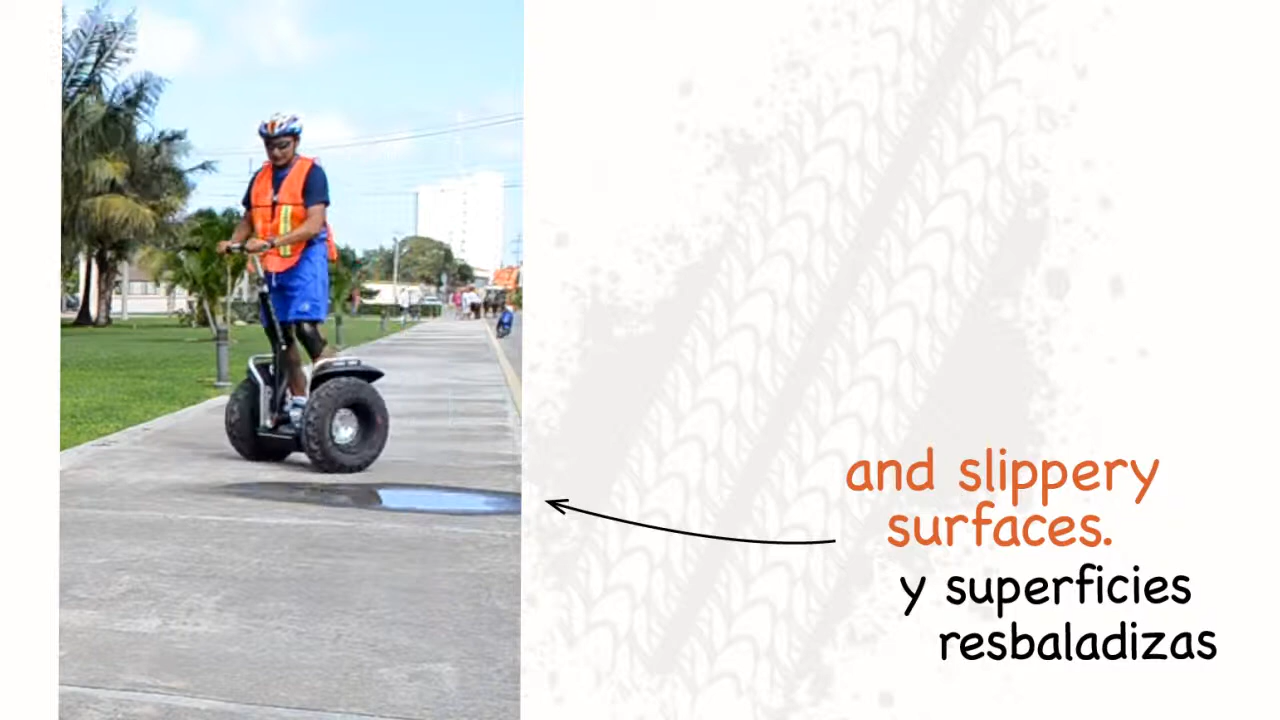 and slippery
surfaces.
y superficies
resbaladizas